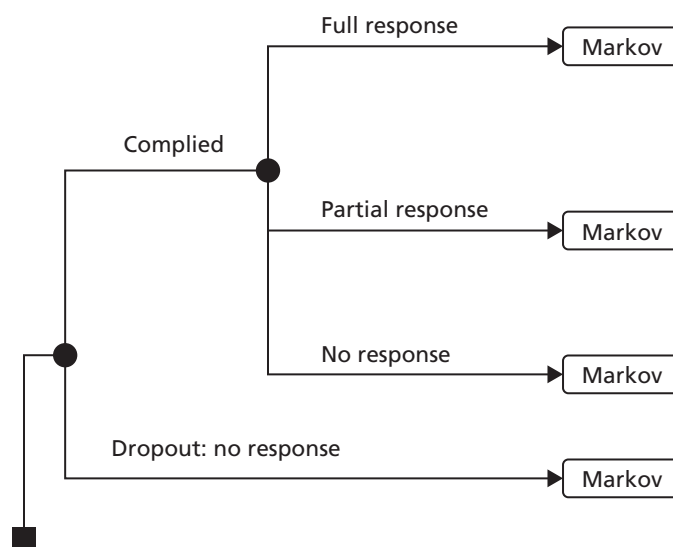 Full response
Markov
Complied
Partial response
Markov
No response
Markov
Dropout: no response
Markov